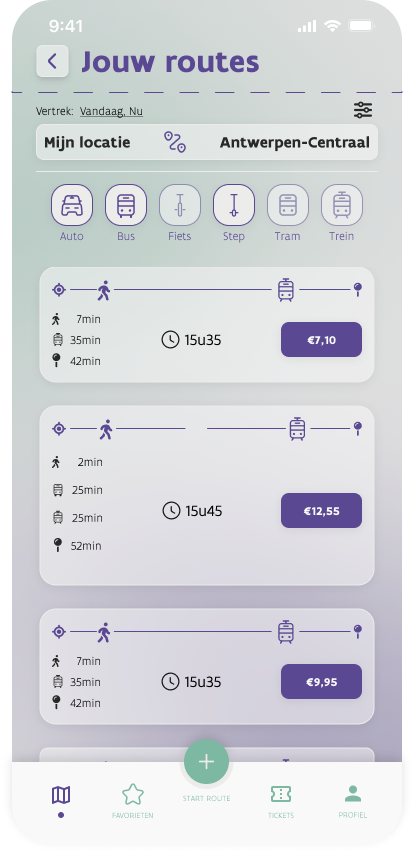 9:41
Jouw routes
Vertrek: Vandaag, Nu
Mijn locatie Antwerpen-Centraal
Auto Bus Fiets Step Tram Trein
7min
35min
42min
15u35
€7,10
2min
25min
25min
52min
15u45
€12,55
7min
35min
42min
15u35
€9,95
FAVORIETEN START ROUTE TICKETS PROFIEL